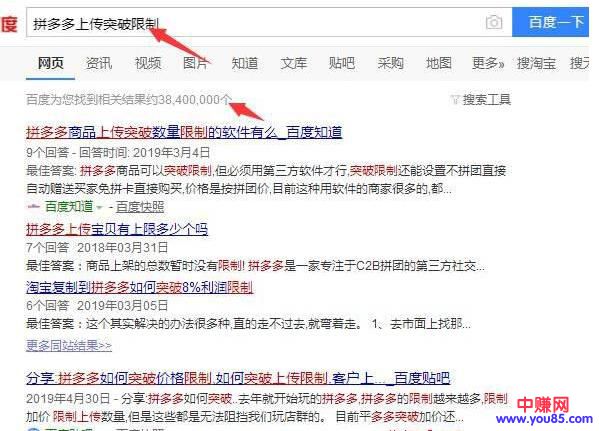 度 拼多多上传突破限制 百度一下
网页 资讯 视频 图片 知道 文库 贴吧 采购 地图 更多» 搜淘宝
百度为您找到相关结果约38,400,000个 搜索工具
拼多多商品上传突破数量限制的软件有么_百度知道
9个回答 - 回答时间: 2019年3月4日
最佳答案: 拼多多商品可以突破限制,但必须用第三方软件才行,突破限制还能设置不拼团直接
自动赠送买家免拼卡直接购买,价格是按拼团价,目前这种用软件的商家很多的,都...
百度知道 - 百度快照
拼多多上传宝贝有上限多少个吗
7个回答 2018年03月31日
最佳答案：商品上架的总数暂时没有限制! 拼多多是一家专注于C2B拼团的第三方社交...
淘宝复制到拼多多如何突破8%利润限制
6个回答 2019年03月05日
最佳答案：这个其实解决的办法很多种,直的走不过去,就弯着走。 1、去市面上找那...
更多同站结果>>
分享:拼多多如何突破价格限制,如何突破上传限制.客户上..._百度贴吧
2019年4月30日 - 分享:拼多多如何突破..去年就开始玩的拼多多,拼多多的限制越来越多,限制
加价 限制上传数量,但是这些都是无法阻挡我们玩店群的。 目前平多多突破加价还...
中赚网
www.you85.com